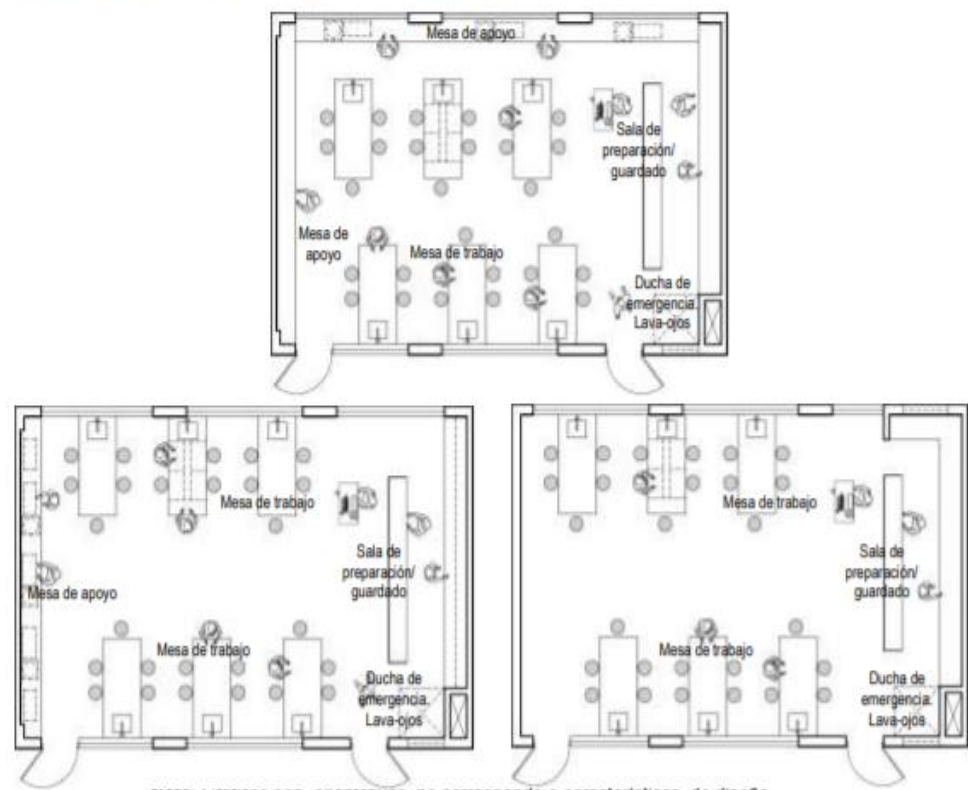 Mesa de apoyo
Sala de
preparación/
guardado
Mesa de
apoyo
Mesa de trabajo
Ducha de
emergencia.
Lava-ojos
Mesa de trabajo
Sala de
preparación/
guardado
Mesa de apoyo
Mesa de trabajo
Ducha de
emergencia.
Lava-ojos
Mesa de trabajo
Sala de
preparación/
guardado
Mesa de trabajo
Ducha de
emergencia.
Lava-ojos